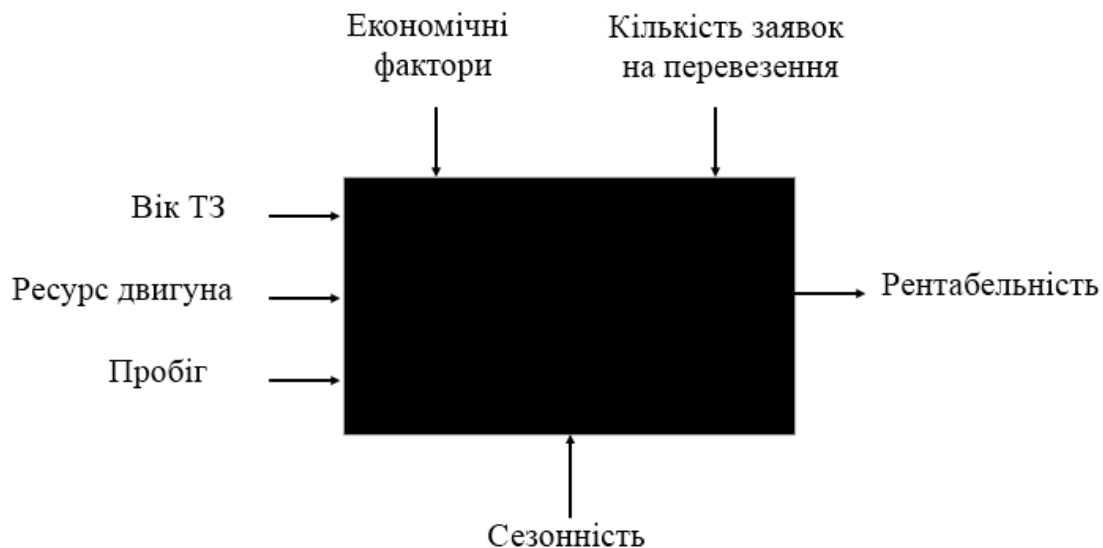 Економічні
фактори
Кількість заявок
на перевезення
Вік ТЗ
Ресурс двигуна
Рентабельність
Пробіг
Сезонність